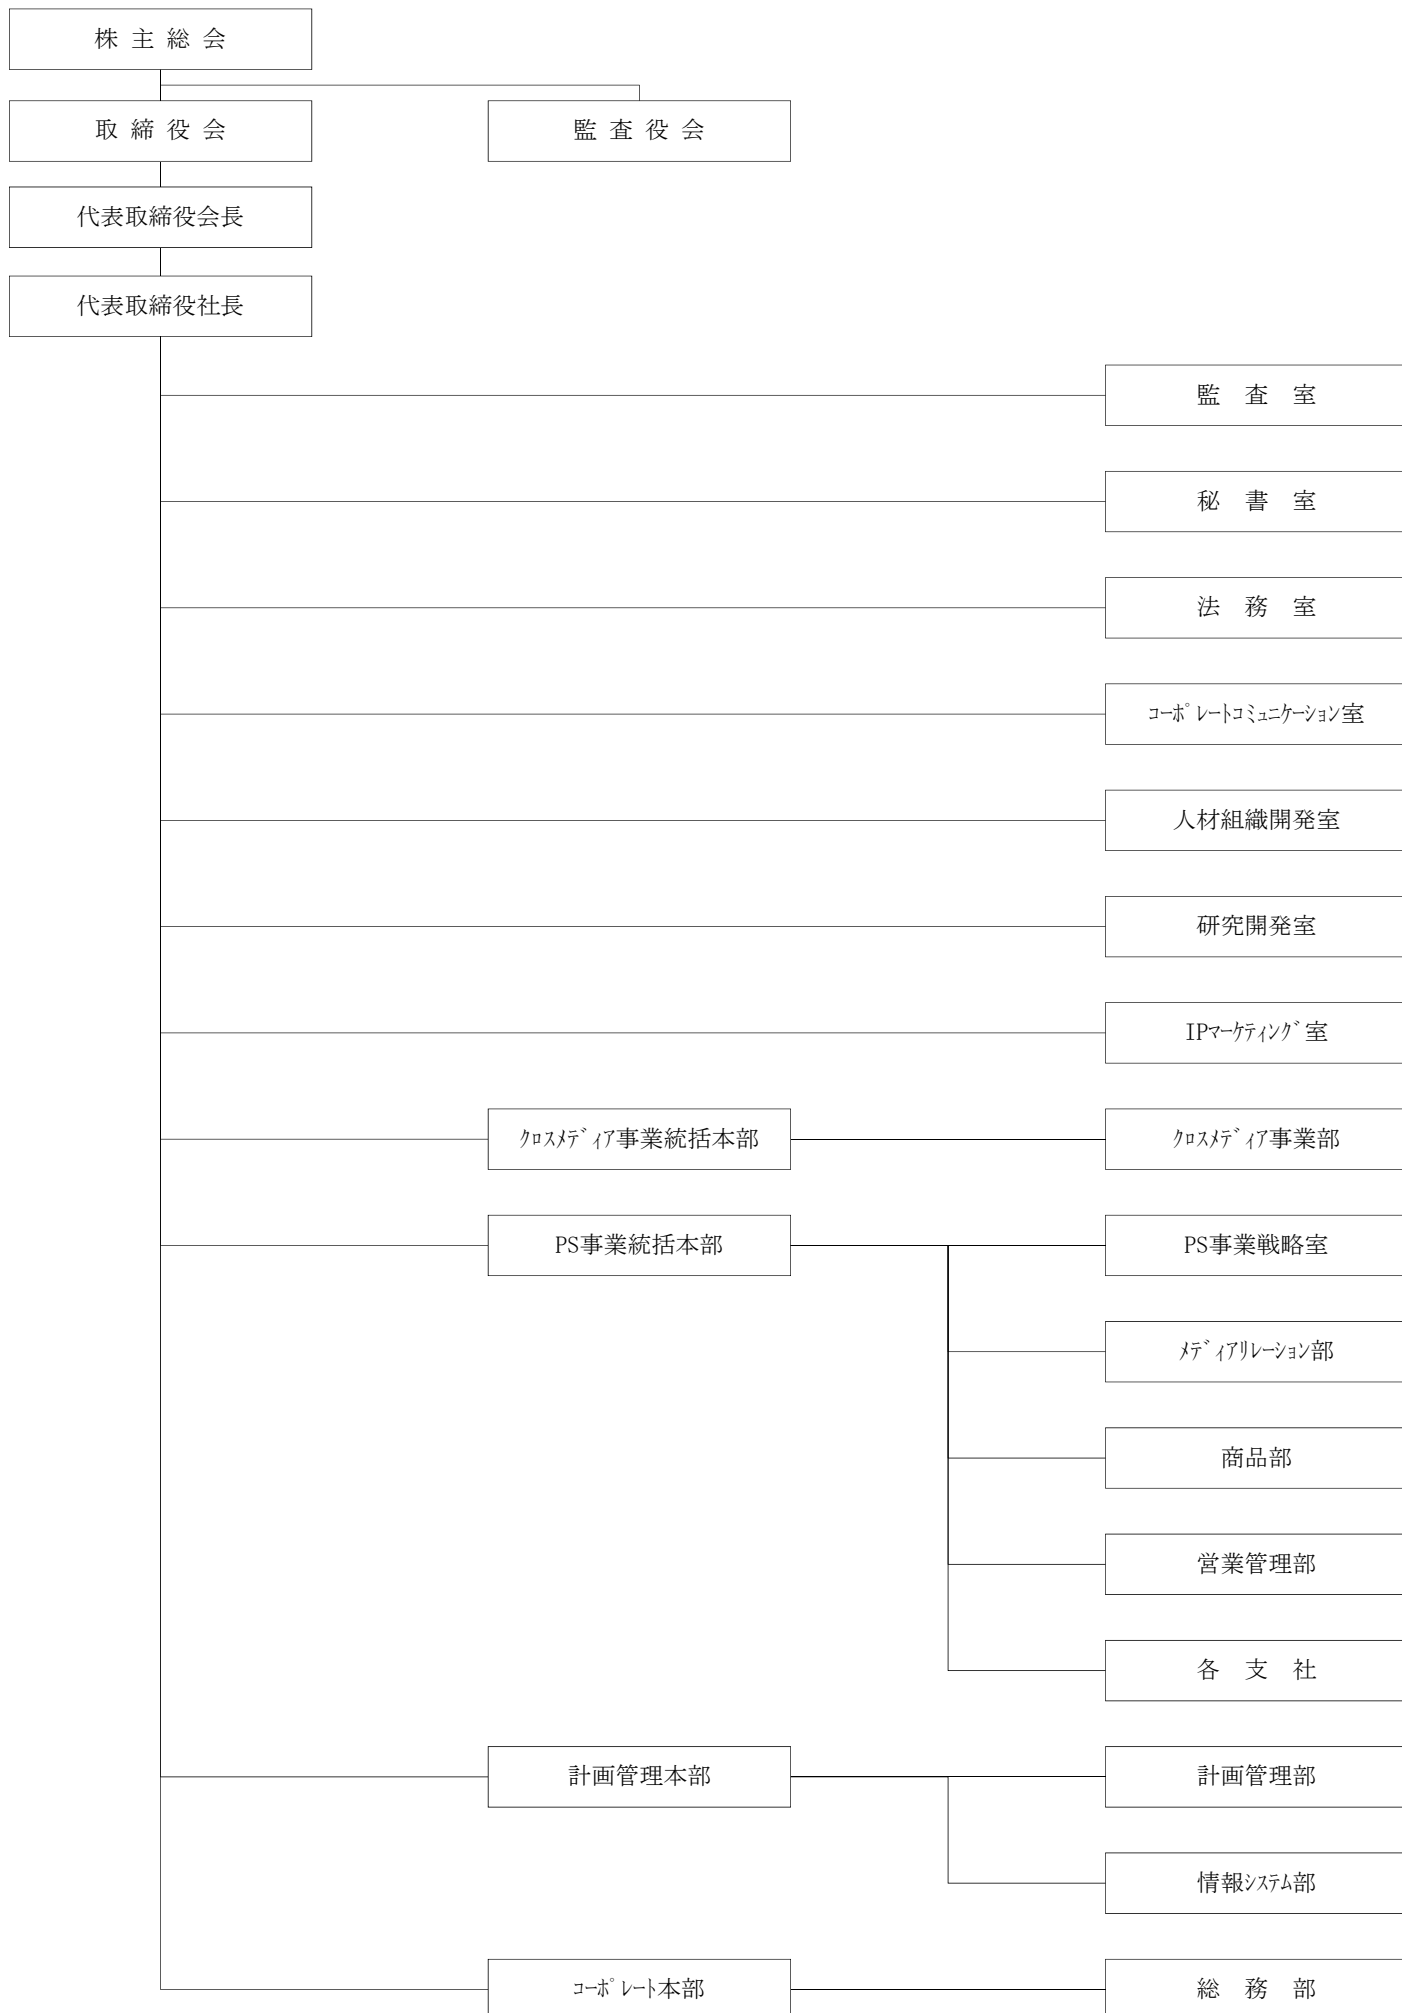 株 主 総 会
取 締 役 会
監 査 役 会
代表取締役会長
代表取締役社長
監　査　室
秘　書　室
法　務　室
ｺｰﾎﾟﾚｰﾄｺﾐｭﾆｹｰｼｮﾝ室
人材組織開発室
研究開発室
IPﾏｰｹﾃｨﾝｸﾞ室
ｸﾛｽﾒﾃﾞｨｱ事業統括本部
ｸﾛｽﾒﾃﾞｨｱ事業部
PS事業統括本部
PS事業戦略室
ﾒﾃﾞｨｱﾘﾚｰｼｮﾝ部
商品部
営業管理部
各　支　社
計画管理本部
計画管理部
情報ｼｽﾃﾑ部
ｺｰﾎﾟﾚｰﾄ本部
総　務　部